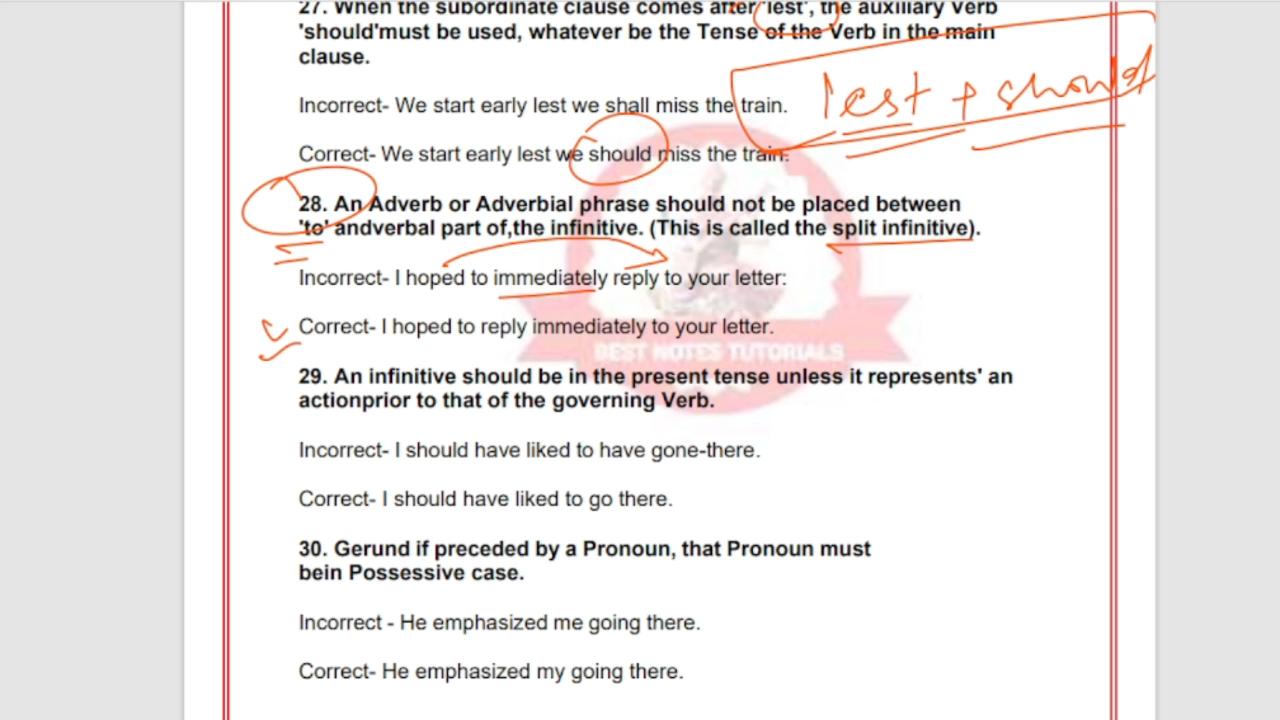 27. When the subordinate clause comes after 'lest', the auxiliary Verb
'should'must be used, whatever be the Tense of the Verb in the main
clause.
lest + should
Incorrect- We start early lest we shall miss the train.
Correct- We start early lest we should miss the train.
28. An Adverb or Adverbial phrase should not be placed between
'to' andverbal part of,the infinitive. (This is called the split infinitive).
Incorrect- I hoped to immediately reply to your letter:
Correct- I hoped to reply immediately to your letter.
BEST NOTES TUTORIALS
29. An infinitive should be in the present tense unless it represents' an
actionprior to that of the governing Verb.
Incorrect- I should have liked to have gone-there.
Correct- I should have liked to go there.
30. Gerund if preceded by a Pronoun, that Pronoun must
bein Possessive case.
Incorrect - He emphasized me going there.
Correct- He emphasized my going there.